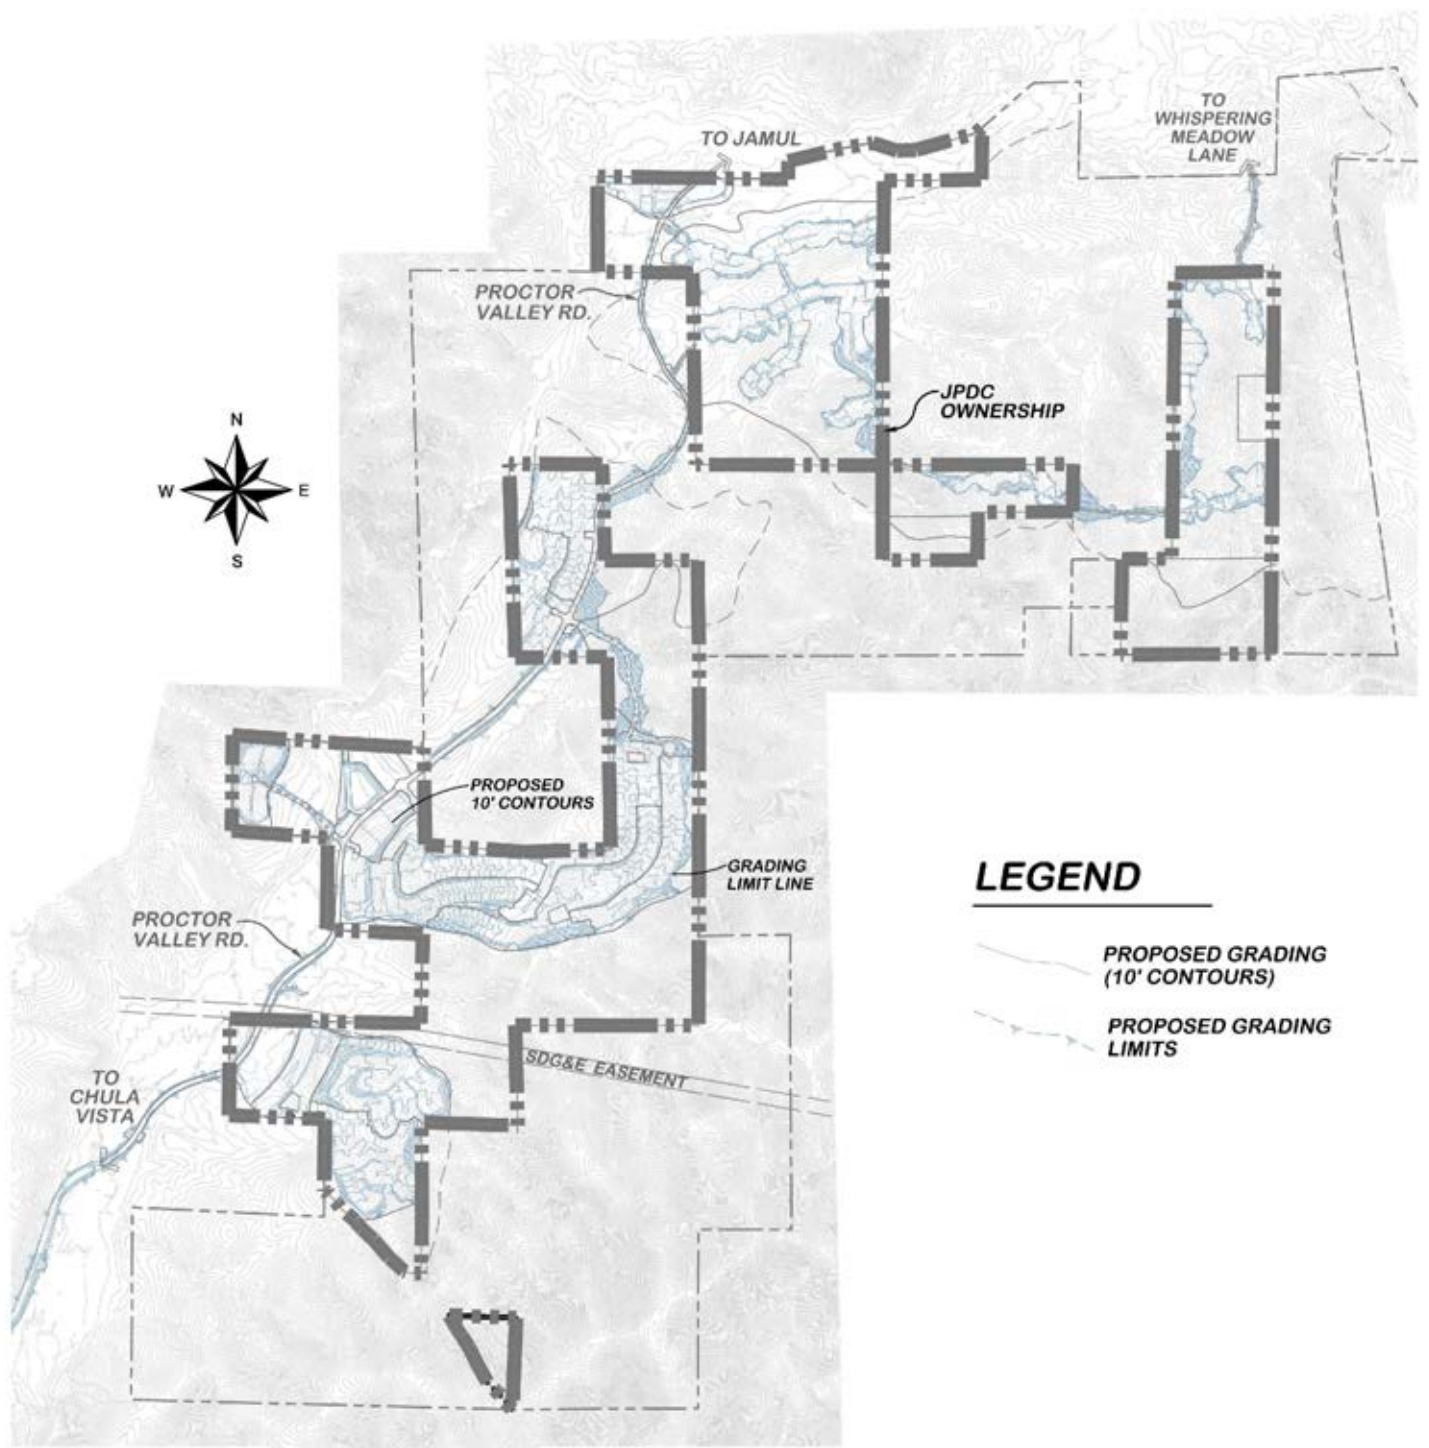 TO JAMUL
TO
WHISPERING
MEADOW
LANE
PROCTOR
VALLEY RD.
JPDC
OWNERSHIP
N
W
E
S
PROPOSED
10' CONTOURS
GRADING
LIMIT LINE
PROCTOR
VALLEY RD.
SDG&E EASEMENT
TO
CHULA
VISTA
LEGEND
PROPOSED GRADING
(10' CONTOURS)
PROPOSED GRADING
LIMITS